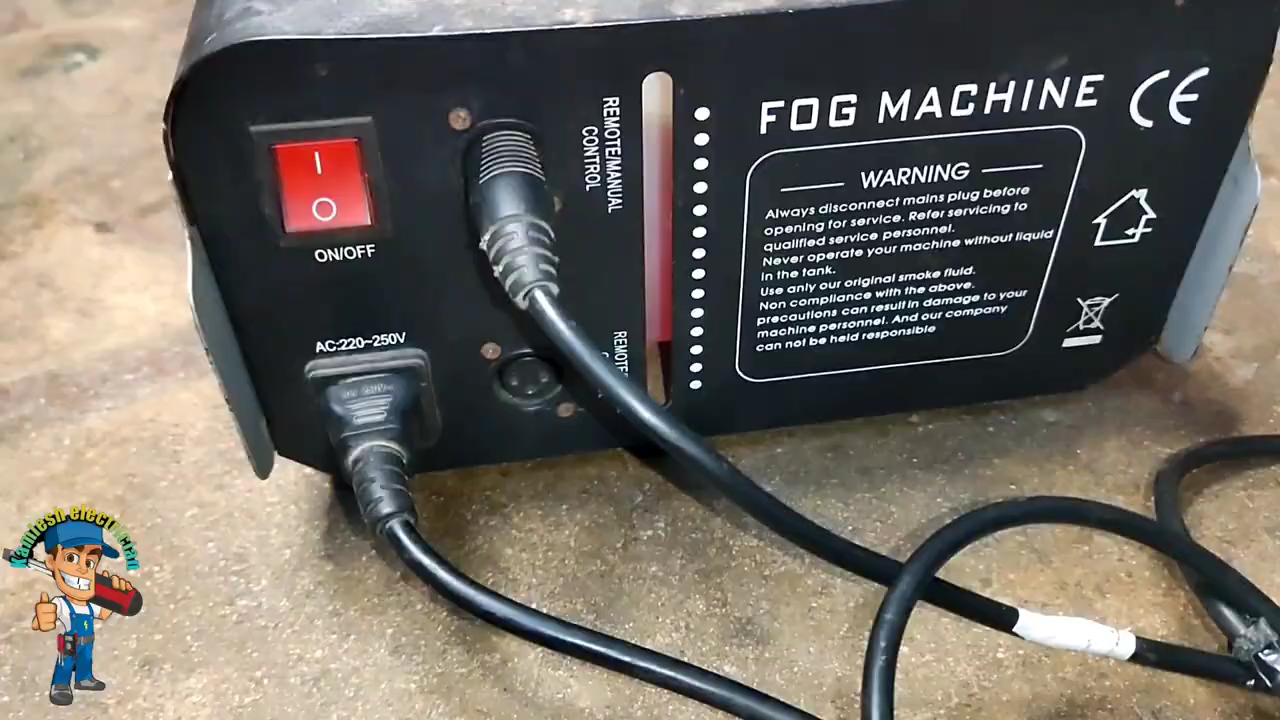 FOG MACHINE CE
WARNING
Always disconnect mains plug before
opening for service. Refer servicing to
qualified service personnel.
Never operate your machine without liquid
in the tank.
Use anly our original smoke fluid.
Non compliance with the above.
precautions can result in damage to your
machine personnel. And our company
can not be held responsible
REMOTE/MANUAL
CONTROL
REMOTE
I
O
ON/OFF
AC:220~250V
Kamlesh electrician